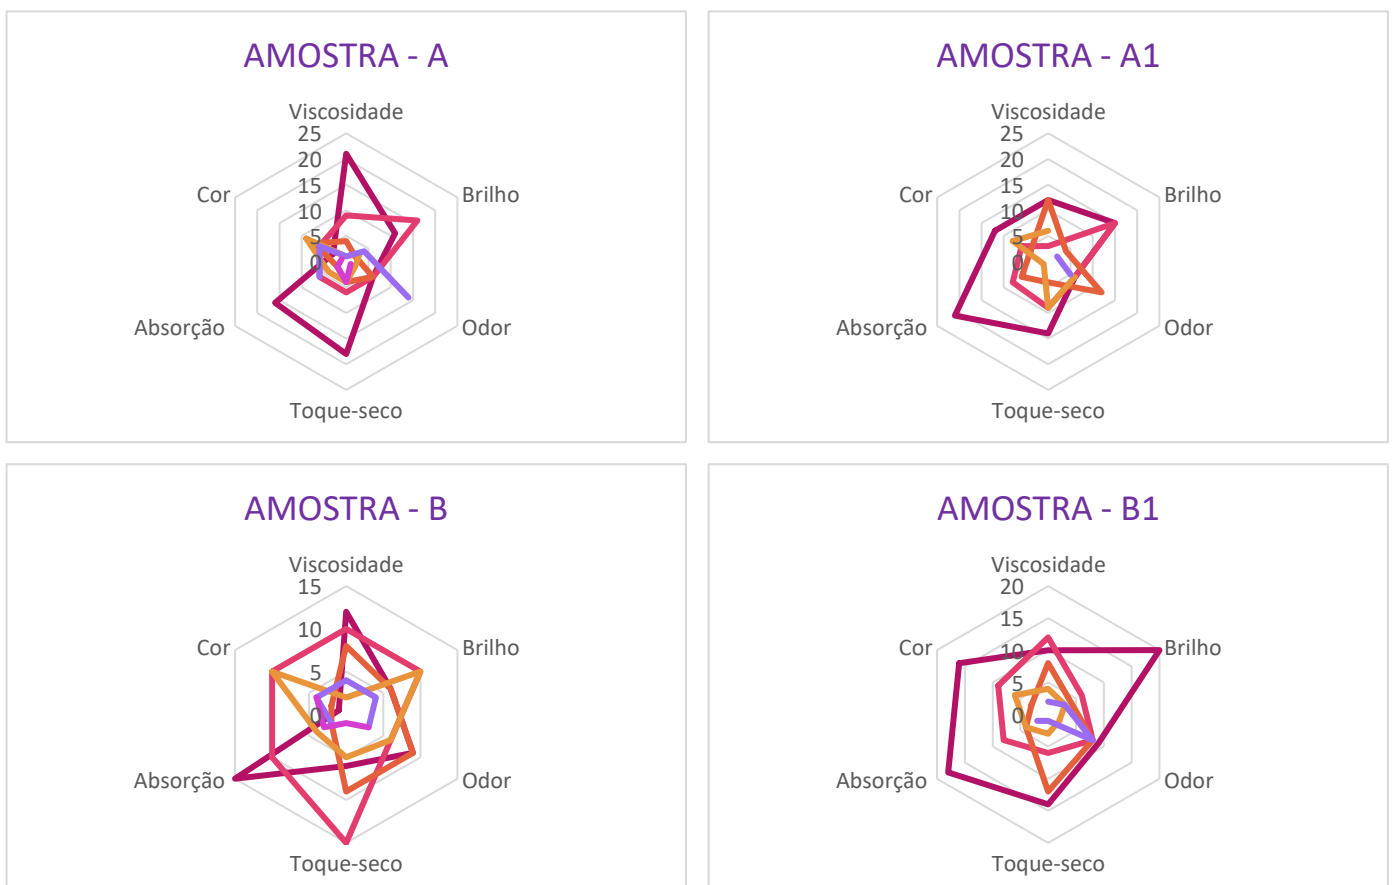 AMOSTRA - A
Viscosidade
25
20
15
10
5
0
Brilho
Odor
Toque-seco
Absorção
Cor
AMOSTRA - A1
Viscosidade
25
20
15
10
5
0
Brilho
Odor
Toque-seco
Absorção
Cor
AMOSTRA - B
Viscosidade
15
10
5
0
Brilho
Odor
Toque-seco
Absorção
Cor
AMOSTRA - B1
Viscosidade
20
15
10
5
0
Brilho
Odor
Toque-seco
Absorção
Cor